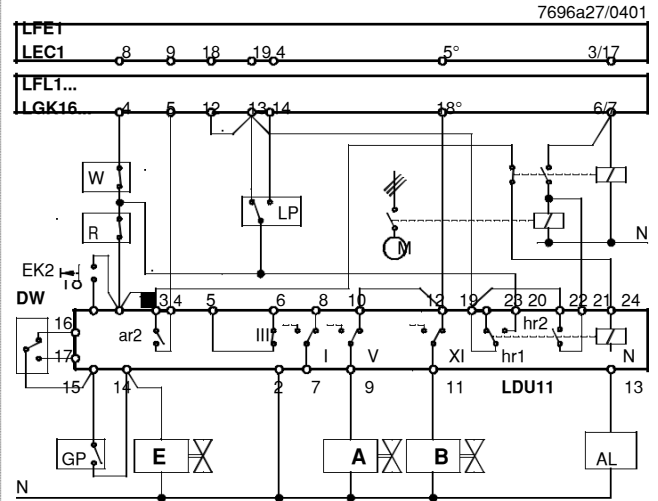 7696a27/0401
LFE1
LEC1 8 9 18 19 4 5° 3/17
LFL1...
LGK16... 4 5 12 13 14 18° 6/7
W
LP
R
M
N
EK2
DW
3 4 5 6 8 10 12 19 23 20 22 21 24
16
ar2 III I V XI hr1 hr2 N
17
15 14 2 7 9 11 LDU11 13
GP E A B AL
N